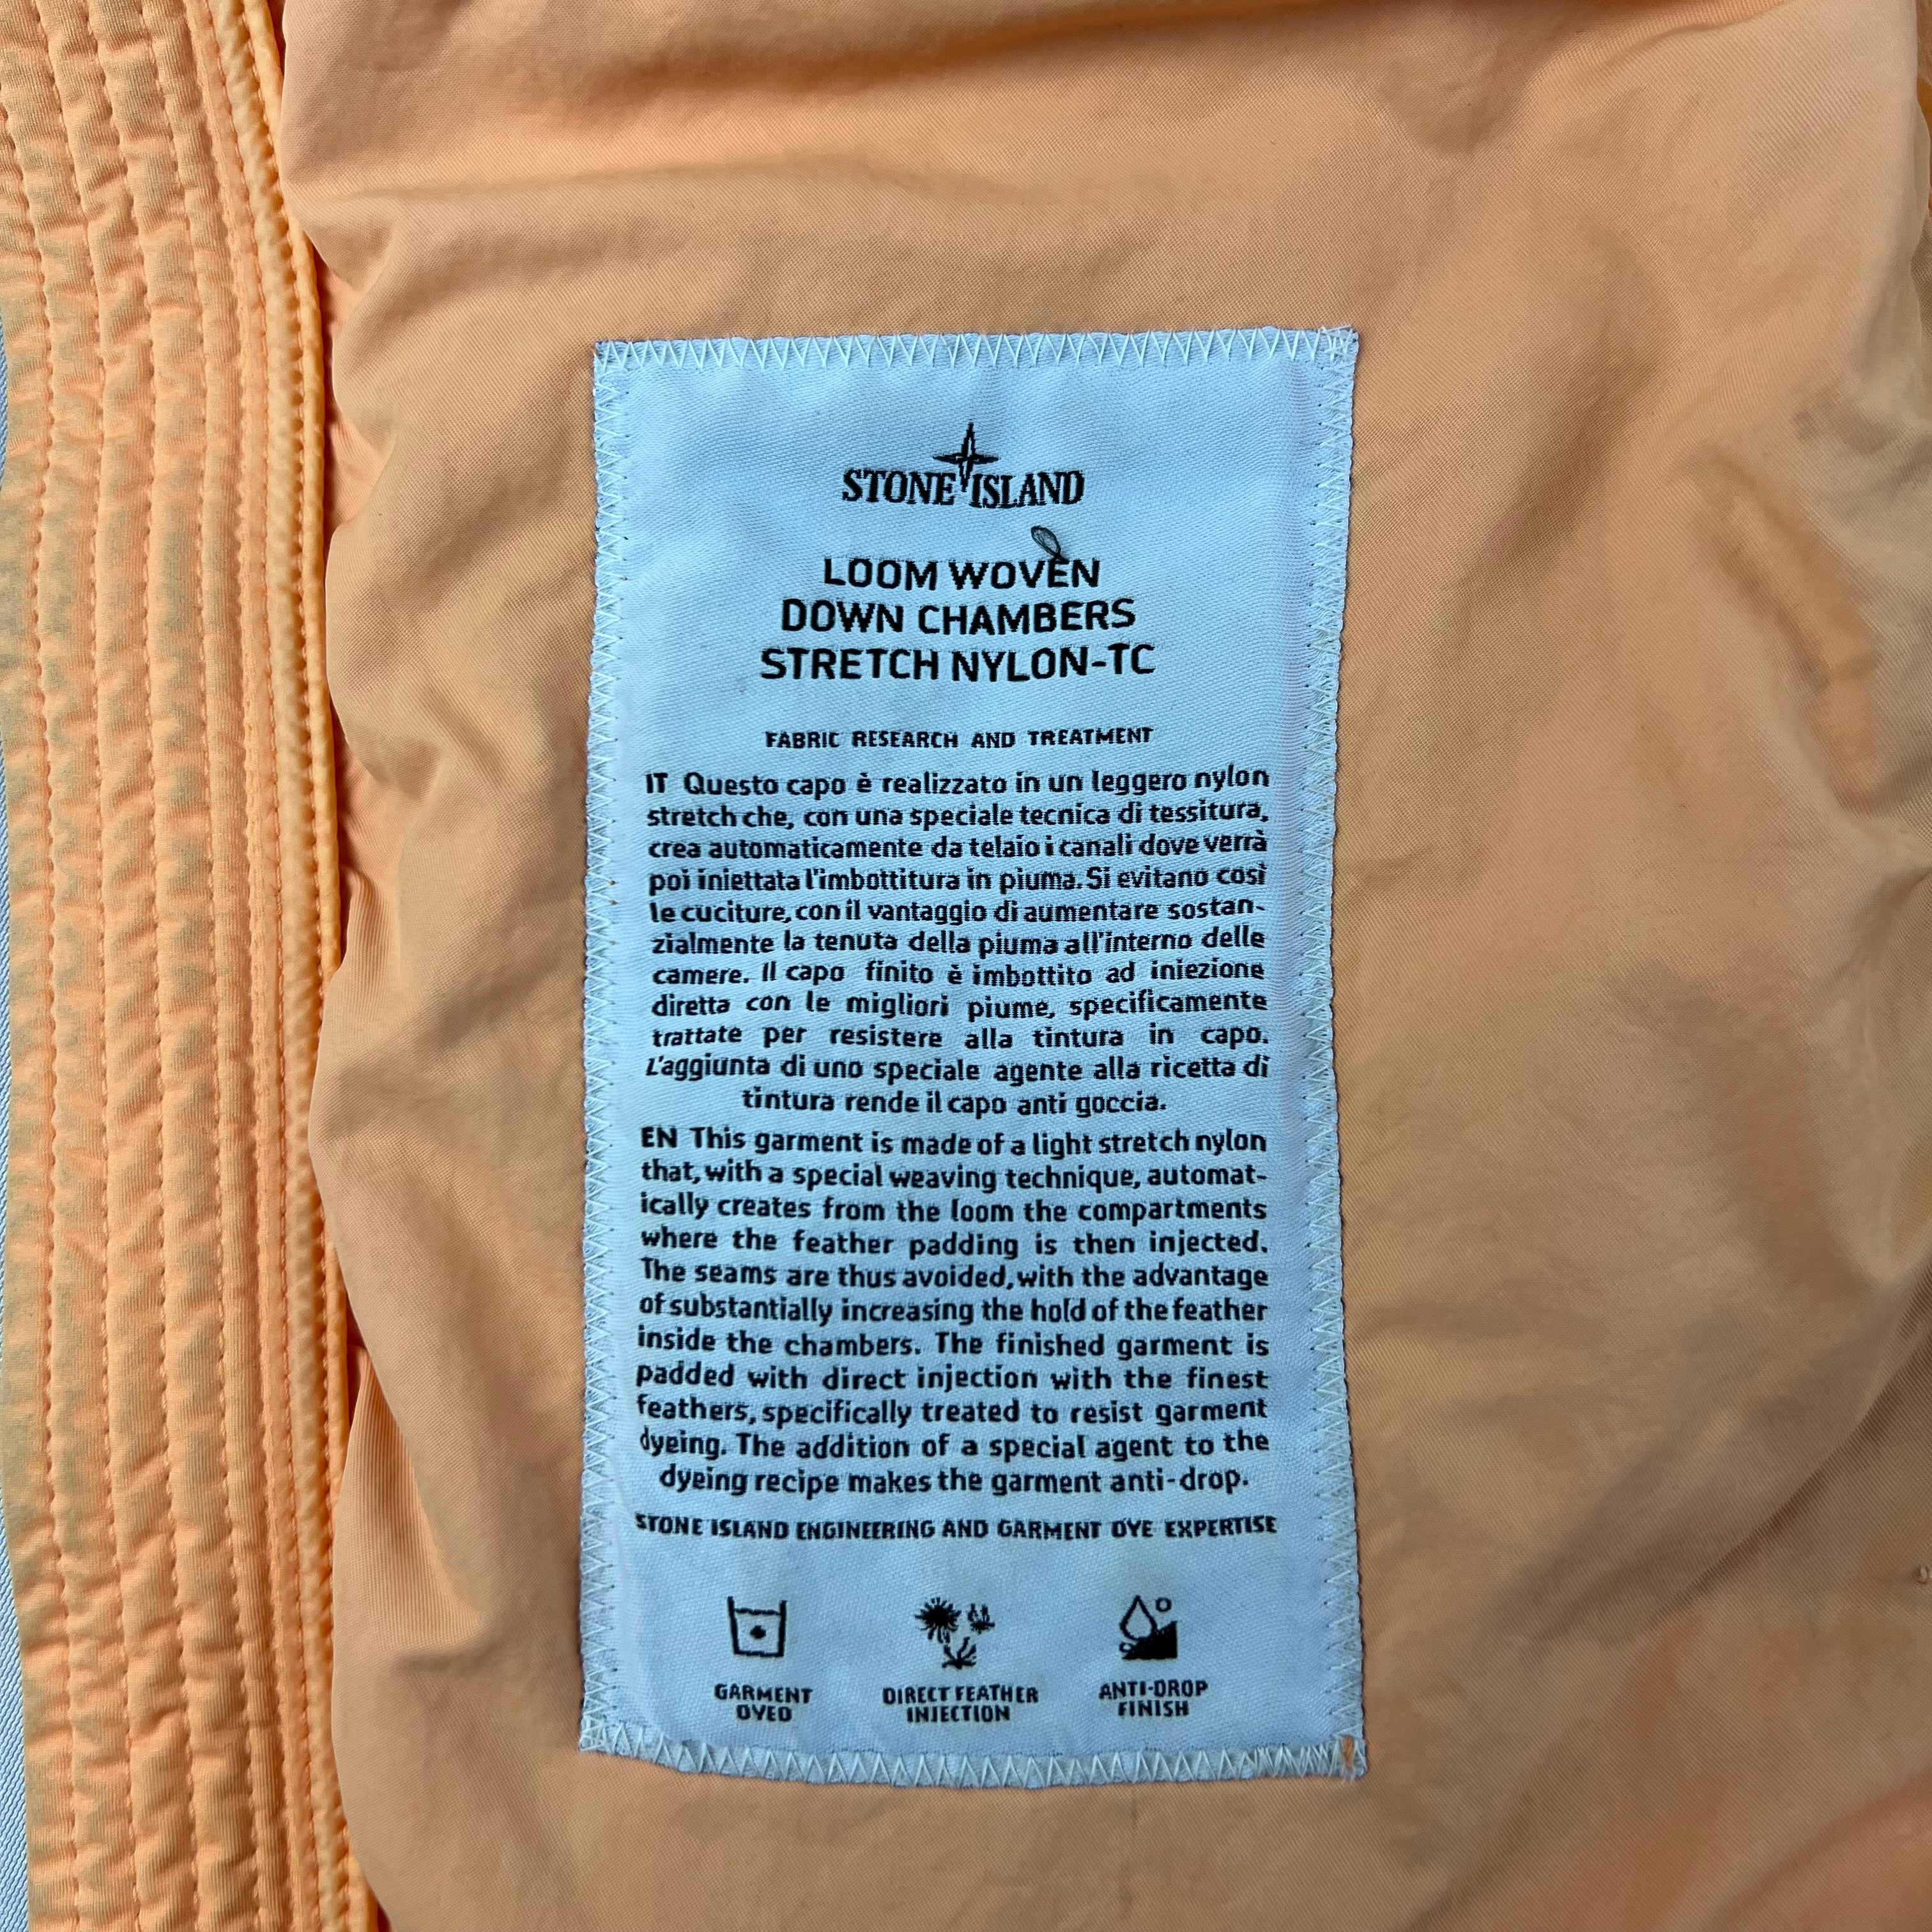 STONE ISLAND
LOOM WOVEN
DOWN CHAMBERS
STRETCH NYLON-TC
FABRIC RESEARCH AND TREATMENT
IT Questo capo è realizzato in un leggero nylon
stretch che, con una speciale tecnica di tessitura,
crea automaticamente da telaio i canali dove verrà
poi iniettata l'imbottitura in piuma. Si evitano così
le cuciture, con il vantaggio di aumentare sostan-
zialmente la tenuta della piuma all'interno delle
camere. Il capo finito è imbottito ad iniezione
diretta con le migliori piume, specificamente
trattate per resistere alla tintura in capo.
L'aggiunta di uno speciale agente alla ricetta di
tintura rende il capo anti goccia.
EN This garment is made of a light stretch nylon
that, with a special weaving technique, automat-
ically creates from the loom the compartments
where the feather padding is then injected.
The seams are thus avoided, with the advantage
of substantially increasing the hold of the feather
inside the chambers. The finished garment is
padded with direct injection with the finest
feathers, specifically treated to resist garment
dyeing. The addition of a special agent to the
dyeing recipe makes the garment anti-drop.
STONE ISLAND ENGINEERING AND GARMENT DYE EXPERTISE
GARMENT
DYED
DIRECT FEATHER
INJECTION
ANTI-DROP
FINISH